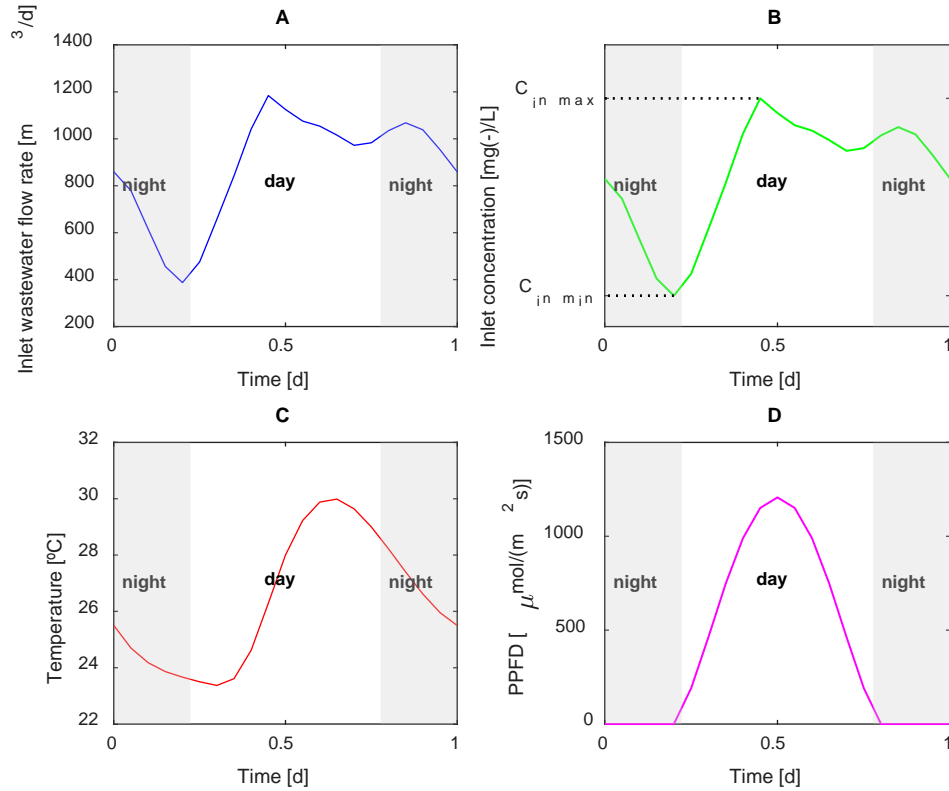 A
Inlet wastewater flow rate [m
3/d]
1400
1200
1000
800
600
400
200
night
day
night
0
0.5
1
Time [d]
B
Inlet concentration [mg(-)/L]
C in max
C in min
night
day
night
0
0.5
1
Time [d]
C
Temperature [ºC]
32
30
28
26
24
22
night
day
night
0
0.5
1
Time [d]
D
PPFD [ μmol/(m 2 s)]
1500
1000
500
0
night
day
night
0
0.5
1
Time [d]